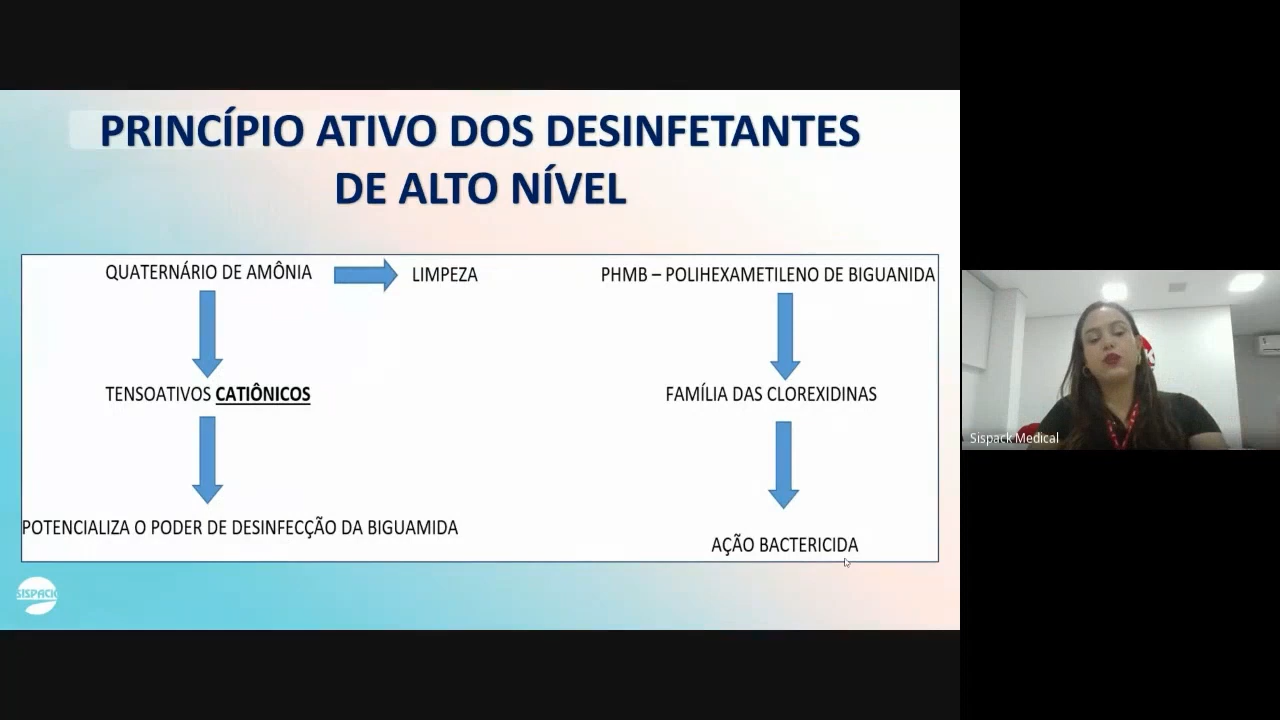 PRINCÍPIO ATIVO DOS DESINFETANTES
DE ALTO NÍVEL
QUATERNÁRIO DE AMÔNIA
LIMPEZA
PHMB – POLIHEXAMETILENO DE BIGUANIDA
TENSOATIVOS CATIÔNICOS
FAMÍLIA DAS CLOREXIDINAS
POTENCIALIZA O PODER DE DESINFECÇÃO DA BIGUAMIDA
AÇÃO BACTERICIDA
SISPACK
Sispack Medical